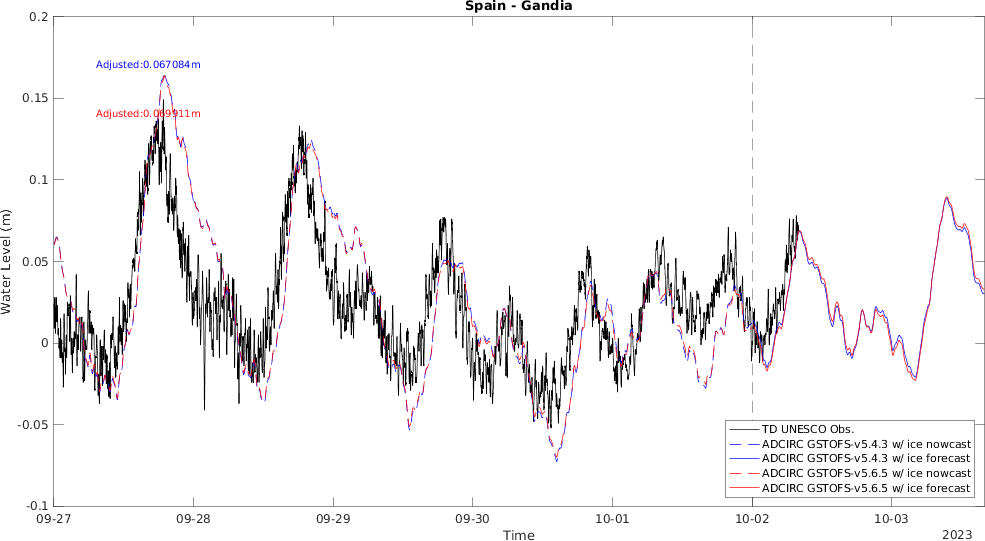 Spain - Gandia
Water Level (m)
0.2
0.15
0.1
0.05
0
-0.05
-0.1
Adjusted:0.067084m
Adjusted:0.069911m
TD UNESCO Obs.
ADCIRC GSTOFS-v5.4.3 w/ ice nowcast
ADCIRC GSTOFS-v5.4.3 w/ ice forecast
ADCIRC GSTOFS-v5.6.5 w/ ice nowcast
ADCIRC GSTOFS-v5.6.5 w/ ice forecast
09-27 09-28 09-29 09-30 10-01 10-02 10-03
Time
2023